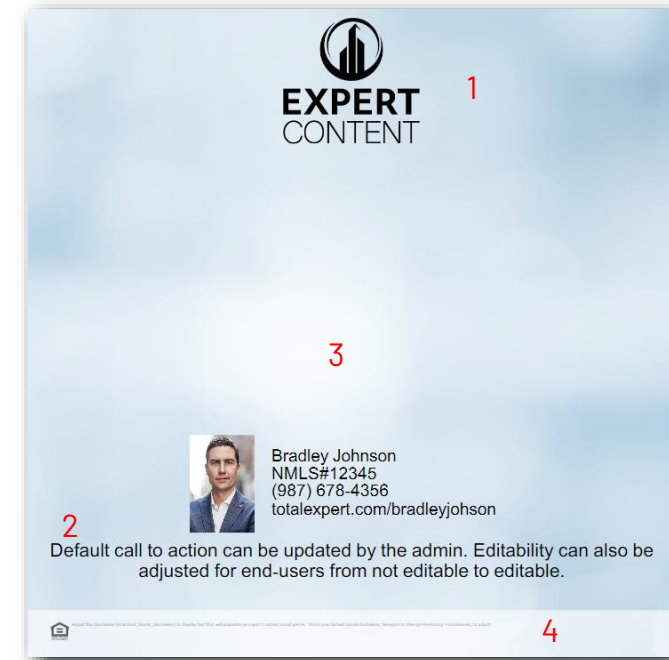 EXPERT
CONTENT
1
3
Bradley Johnson
NMLS#12345
(987) 678-4356
totalexpert.com/bradleyjohson
2
Default call to action can be updated by the admin. Editability can also be
adjusted for end-users from not editable to editable.
4